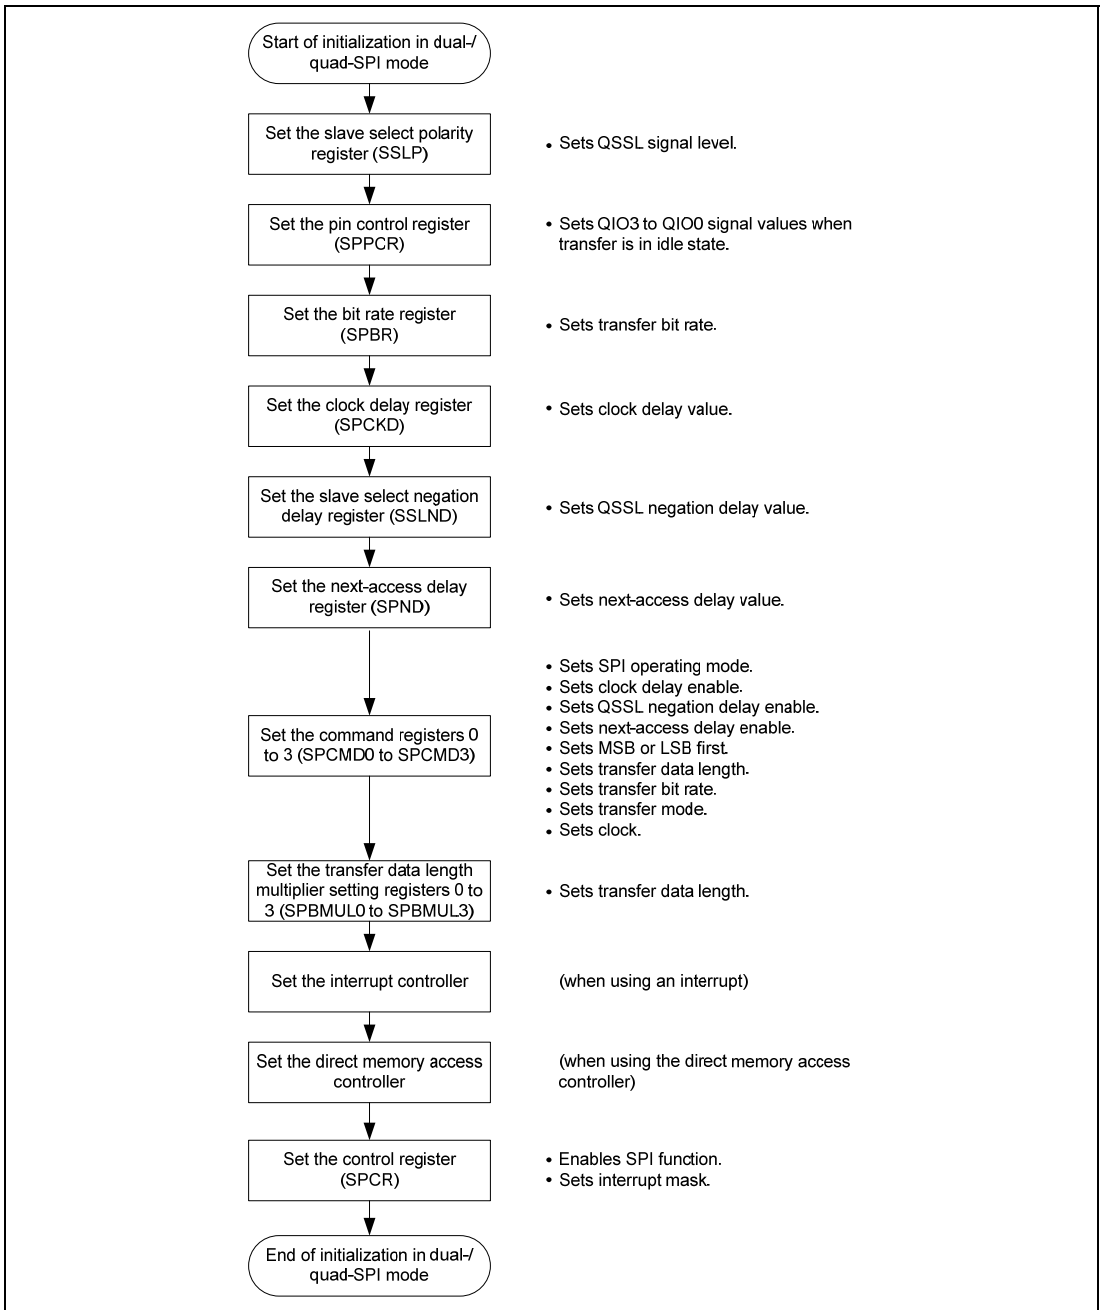 Start of initialization in dual-/
quad-SPI mode
Set the slave select polarity
register (SSLP)
• Sets QSSL signal level.
Set the pin control register
(SPPCR)
• Sets QIO3 to QIO0 signal values when
transfer is in idle state.
Set the bit rate register
(SPBR)
• Sets transfer bit rate.
Set the clock delay register
(SPCKD)
• Sets clock delay value.
Set the slave select negation
delay register (SSLND)
• Sets QSSL negation delay value.
Set the next-access delay
register (SPND)
• Sets next-access delay value.
Set the command registers 0
to 3 (SPCMD0 to SPCMD3)
• Sets SPI operating mode.
• Sets clock delay enable.
• Sets QSSL negation delay enable.
• Sets next-access delay enable.
• Sets MSB or LSB first.
• Sets transfer data length.
• Sets transfer bit rate.
• Sets transfer mode.
• Sets clock.
Set the transfer data length
multiplier setting registers 0 to
3 (SPBMUL0 to SPBMUL3)
• Sets transfer data length.
Set the interrupt controller
(when using an interrupt)
Set the direct memory access
controller
(when using the direct memory access
controller)
Set the control register
(SPCR)
• Enables SPI function.
• Sets interrupt mask.
End of initialization in dual-/
quad-SPI mode